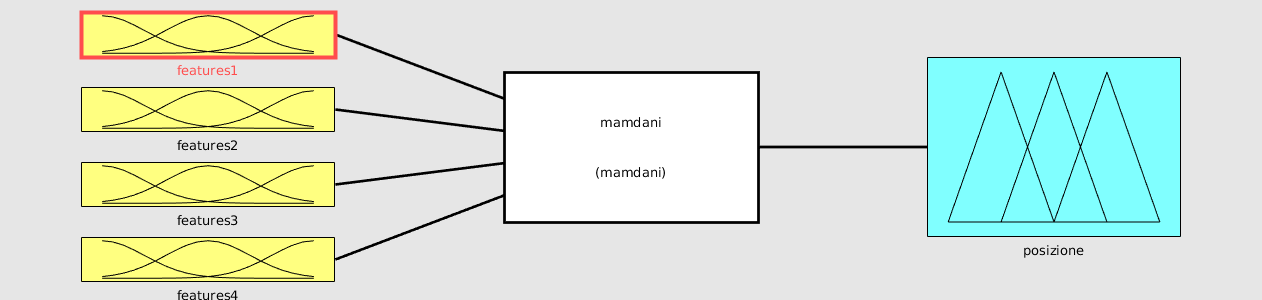 features1
features2
features3
features4
mamdani
(mamdani)
posizione